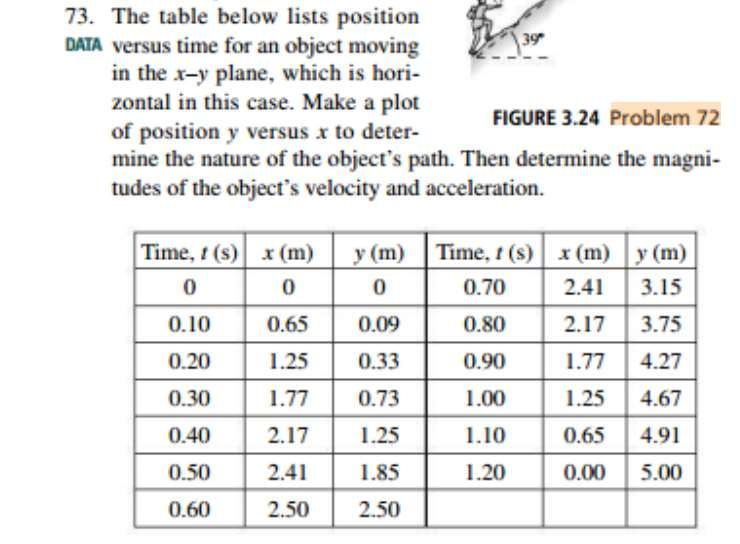 73. The table below lists position
DATA versus time for an object moving
in the x–y plane, which is hori-
zontal in this case. Make a plot
of position y versus x to deter-
mine the nature of the object's path. Then determine the magni-
tudes of the object's velocity and acceleration.
39°
FIGURE 3.24 Problem 72
Time, t (s) x (m) y (m) Time, t (s) x (m) y (m)
0 0 0 0.70 2.41 3.15
0.10 0.65 0.09 0.80 2.17 3.75
0.20 1.25 0.33 0.90 1.77 4.27
0.30 1.77 0.73 1.00 1.25 4.67
0.40 2.17 1.25 1.10 0.65 4.91
0.50 2.41 1.85 1.20 0.00 5.00
0.60 2.50 2.50